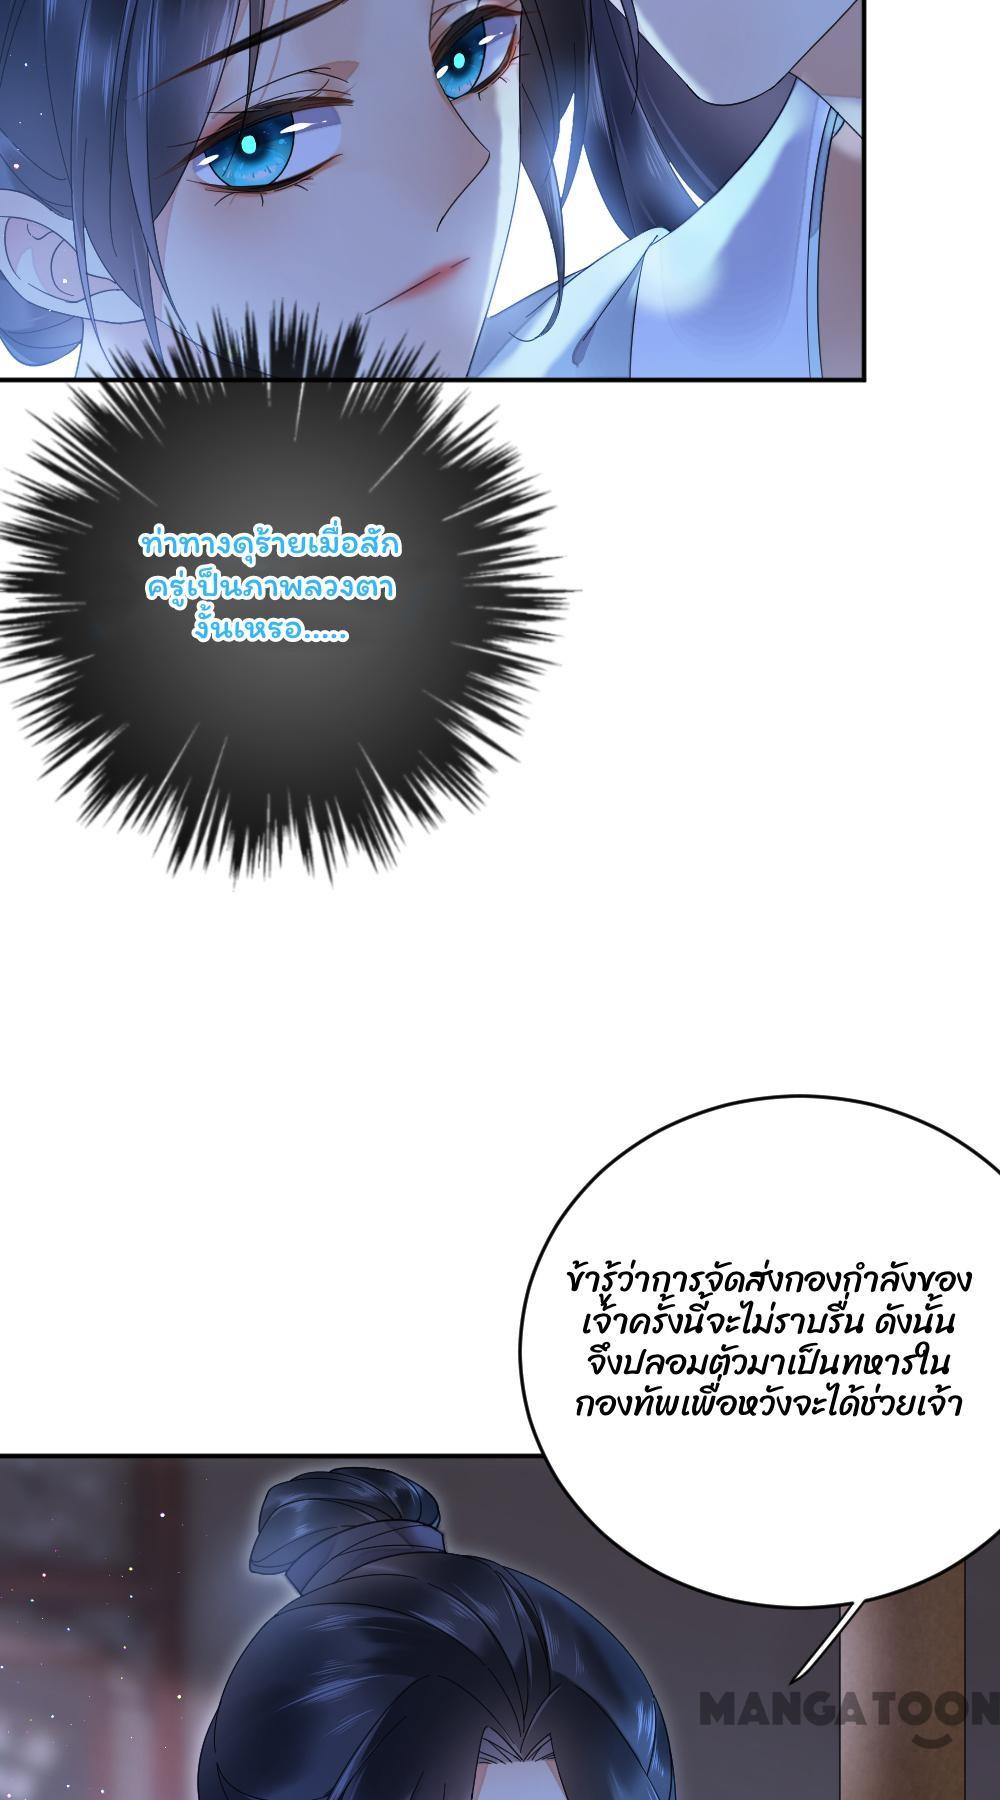 ท่าทางดุร้ายเมื่อสัก
ครู่เป็นภาพลวงตา
งั้นเหรอ.....
ข้ารู้ว่าการจัดส่งกองกำลังของ
เจ้าครั้งนี้จะไม่ราบรื่น ดังนั้น
จึงปลอมตัวมาเป็นทหารใน
กองทัพเพื่อหวังจะได้ช่วยเจ้า
MANGATOON